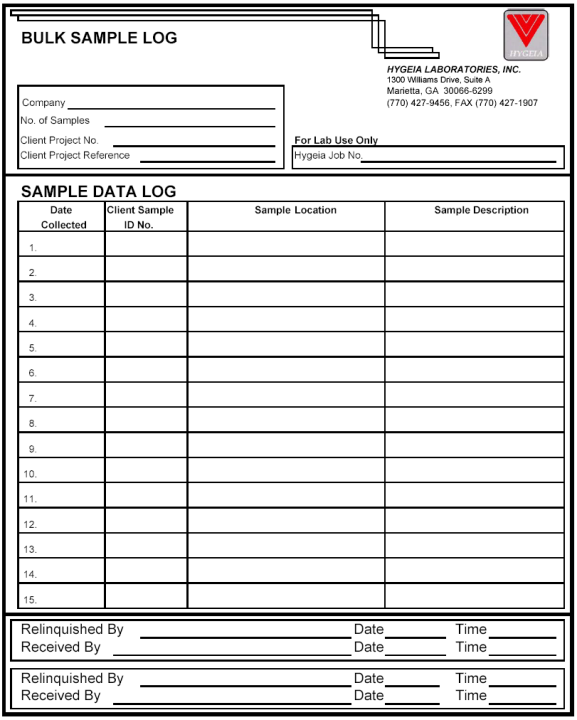 BULK SAMPLE LOG
HYGEIA
HYGEIA LABORATORIES, INC.
1300 Williams Drive, Suite A
Marietta, GA 30066-6299
(770) 427-9456, FAX (770) 427-1907
Company
No. of Samples
Client Project No.
Client Project Reference
For Lab Use Only
Hygeia Job No.
SAMPLE DATA LOG
Date Collected Client Sample ID No. Sample Location Sample Description
1.
2.
3.
4.
5.
6.
7.
8.
9.
10.
11.
12.
13.
14.
15.
Relinquished By Date Time
Received By Date Time
Relinquished By Date Time
Received By Date Time